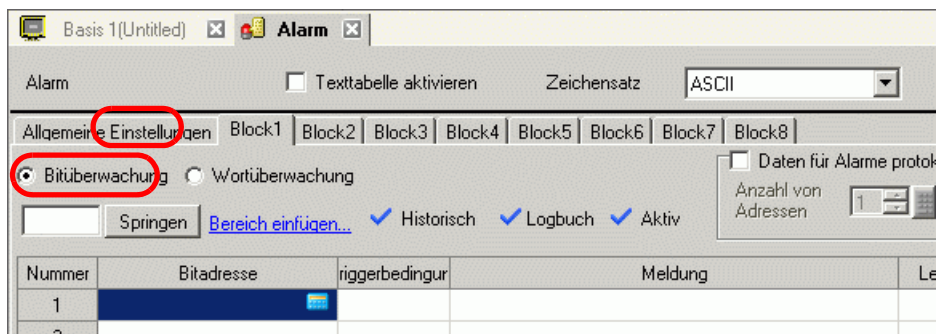 Basis 1(Untitled) Alarm
Alarm Texttabelle aktivieren Zeichensatz ASCII
Allgemeine Einstellungen Block1 Block2 Block3 Block4 Block5 Block6 Block7 Block8
Bitüberwachung Wortüberwachung Daten für Alarme protok
Springen Bereich einfügen... Historisch Logbuch Aktiv Anzahl von Adressen 1
Nummer Bitadresse riggerbedingur Meldung Le
1